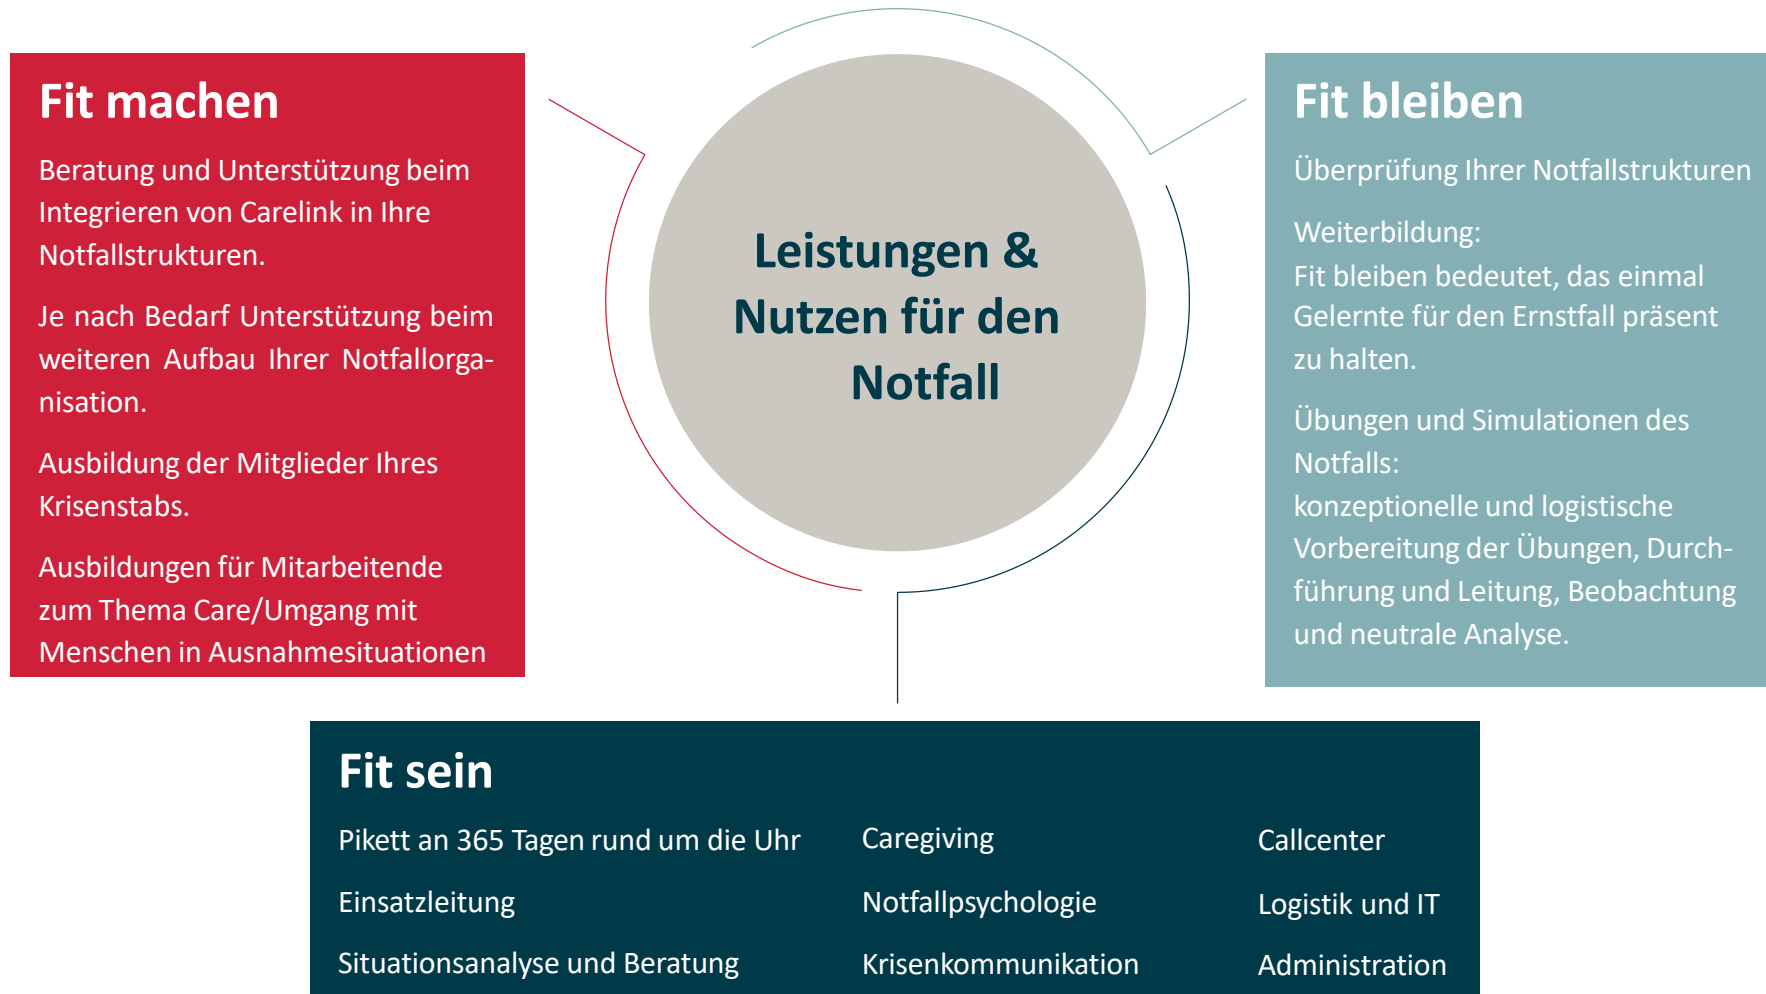 Fit machen
Beratung und Unterstützung beim
Integrieren von Carelink in Ihre
Notfallstrukturen.
Je nach Bedarf Unterstützung beim
weiteren Aufbau Ihrer Notfallorga-
nisation.
Ausbildung der Mitglieder Ihres
Krisenstabs.
Ausbildungen für Mitarbeitende
zum Thema Care/Umgang mit
Menschen in Ausnahmesituationen
Leistungen &
Nutzen für den
Notfall
Fit bleiben
Überprüfung Ihrer Notfallstrukturen
Weiterbildung:
Fit bleiben bedeutet, das einmal
Gelernte für den Ernstfall präsent
zu halten.
Übungen und Simulationen des
Notfalls:
konzeptionelle und logistische
Vorbereitung der Übungen, Durch-
führung und Leitung, Beobachtung
und neutrale Analyse.
Fit sein
Pikett an 365 Tagen rund um die Uhr
Einsatzleitung
Situationsanalyse und Beratung
Caregiving
Notfallpsychologie
Krisenkommunikation
Callcenter
Logistik und IT
Administration